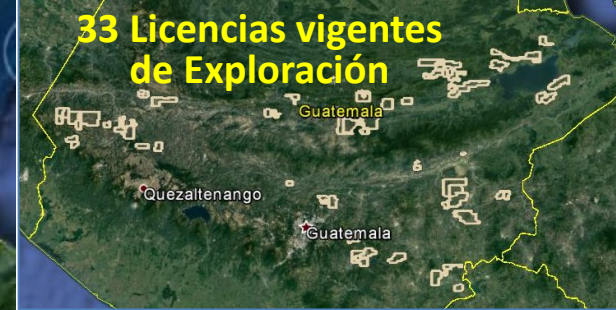 33 Licencias vigentes
de Exploración
Guatemala
Quezaltenango
Guatemala